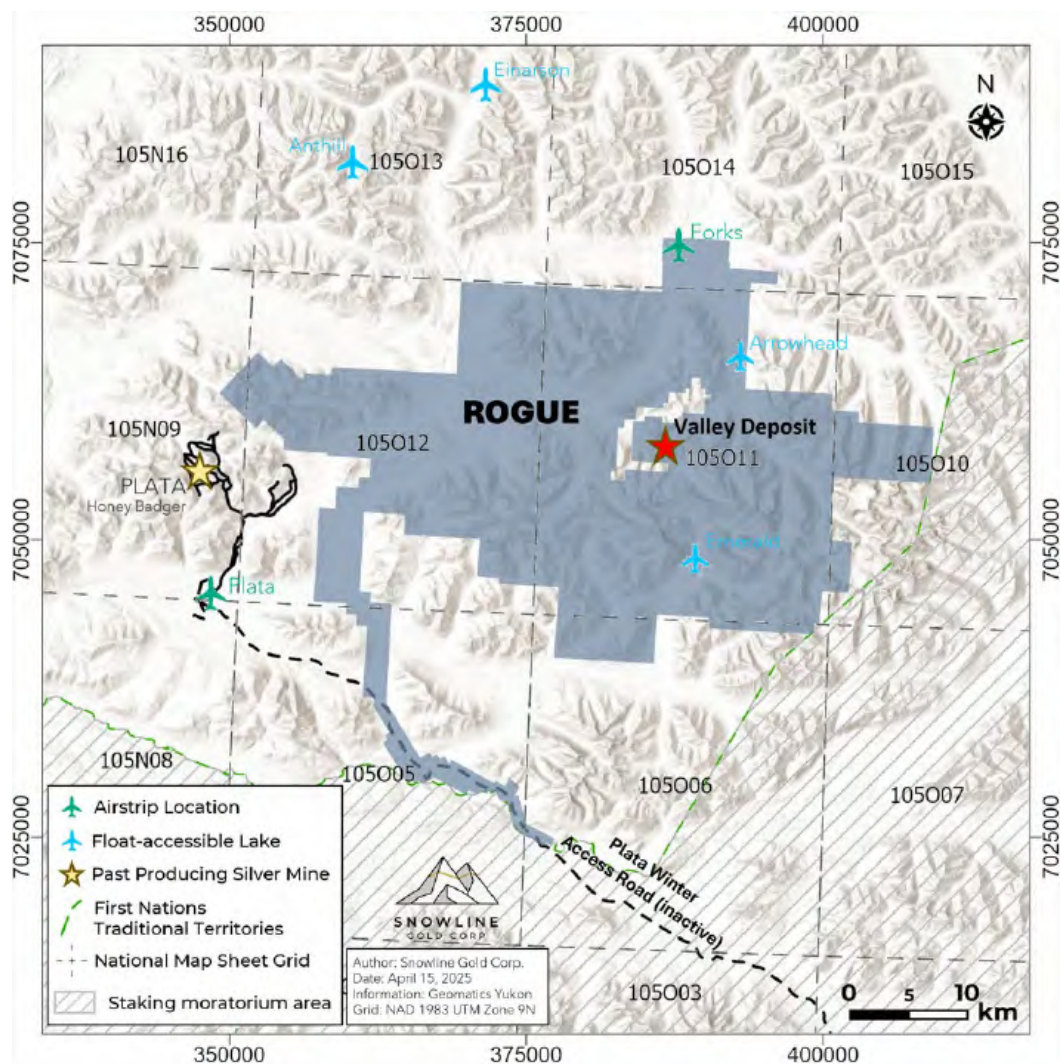 350000
375000
400000
Einarson
N
Anthill
105N16
105O13
105O14
105O15
7075000
7075000
Forks
Arrowhead
ROGUE
Valley Deposit
105N09
105O12
105O11
105O10
PLATA
Honey Badger
7050000
7050000
Emerald
Plata
105N08
105O05
105O06
105O07
7025000
7025000
Plata Winter
Access Road (inactive)
Airstrip Location
Float-accessible Lake
Past Producing Silver Mine
First Nations
Traditional Territories
National Map Sheet Grid
Staking moratorium area
SNOWLINE
GOLD CORP
Author: Snowline Gold Corp.
Date: April 15, 2025
Information: Geomatics Yukon
Grid: NAD 1983 UTM Zone 9N
105O03
0 5 10
km
350000
375000
400000